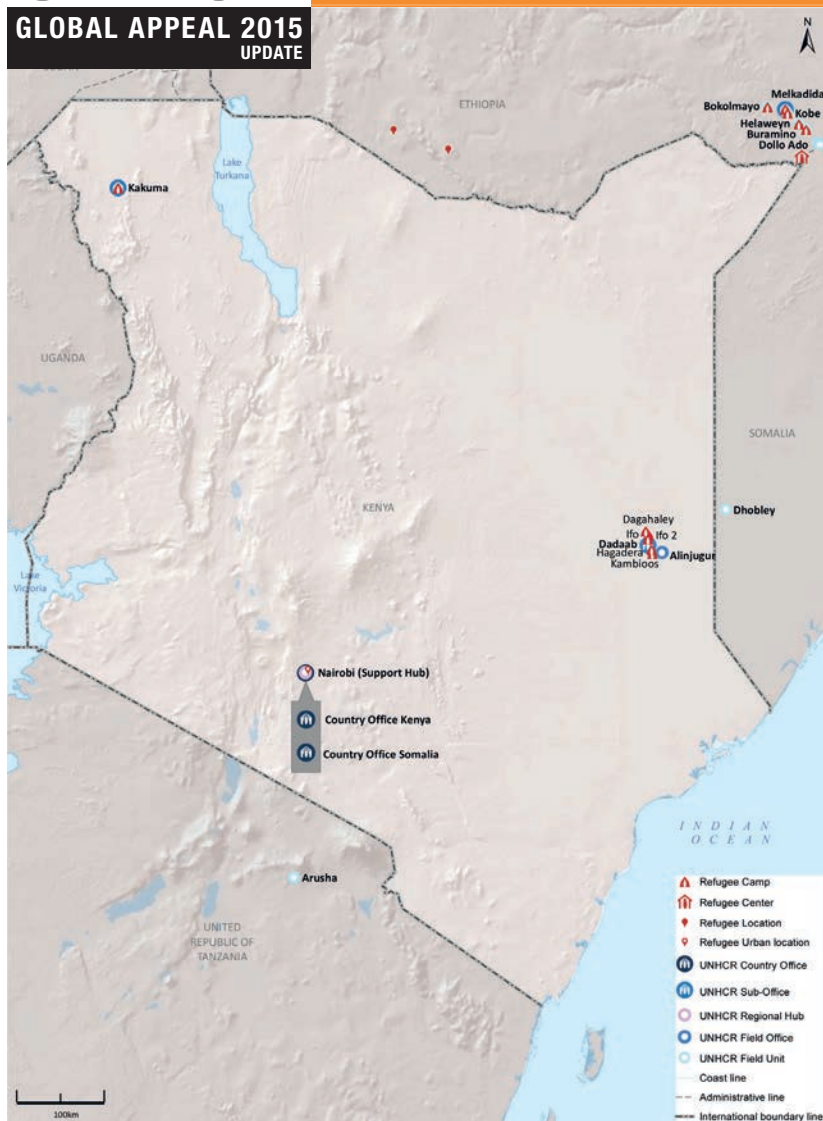 GLOBAL APPEAL 2015
UPDATE
N
ETHIOPIA
Melkadida
Bokolmayo
Kobe
Helaweyn
Buramino
Dollo Ado
Lake
Turkana
Kakuma
UGANDA
SOMALIA
KENYA
Dhobley
Dagahaley
Ifo
Ifo 2
Dadaab
Hagadera
Alinjugur
Kambioos
Lake
Victoria
Nairobi (Support Hub)
Country Office Kenya
Country Office Somalia
INDIAN
OCEAN
Arusha
UNITED
REPUBLIC OF
TANZANIA
Refugee Camp
Refugee Center
Refugee Location
Refugee Urban location
UNHCR Country Office
UNHCR Sub-Office
UNHCR Regional Hub
UNHCR Field Office
UNHCR Field Unit
Coast line
Administrative line
International boundary line
100km